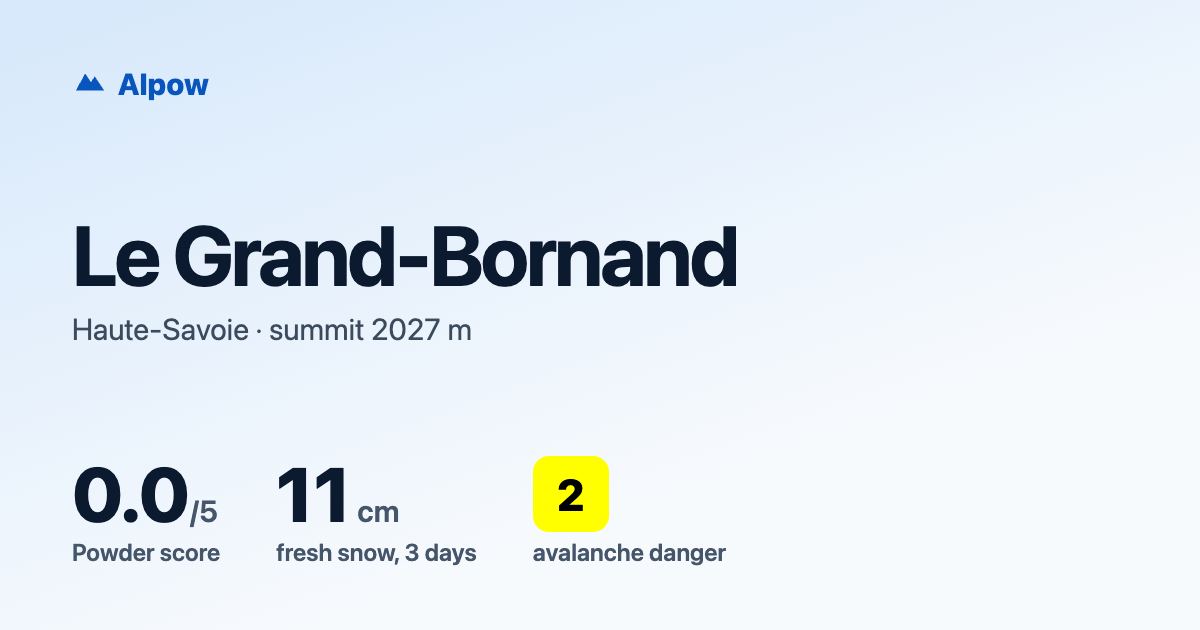 Alpow
Le Grand-Bornand
Haute-Savoie · summit 2027 m
0.0/5
Powder score
11 cm
fresh snow, 3 days
2
avalanche danger